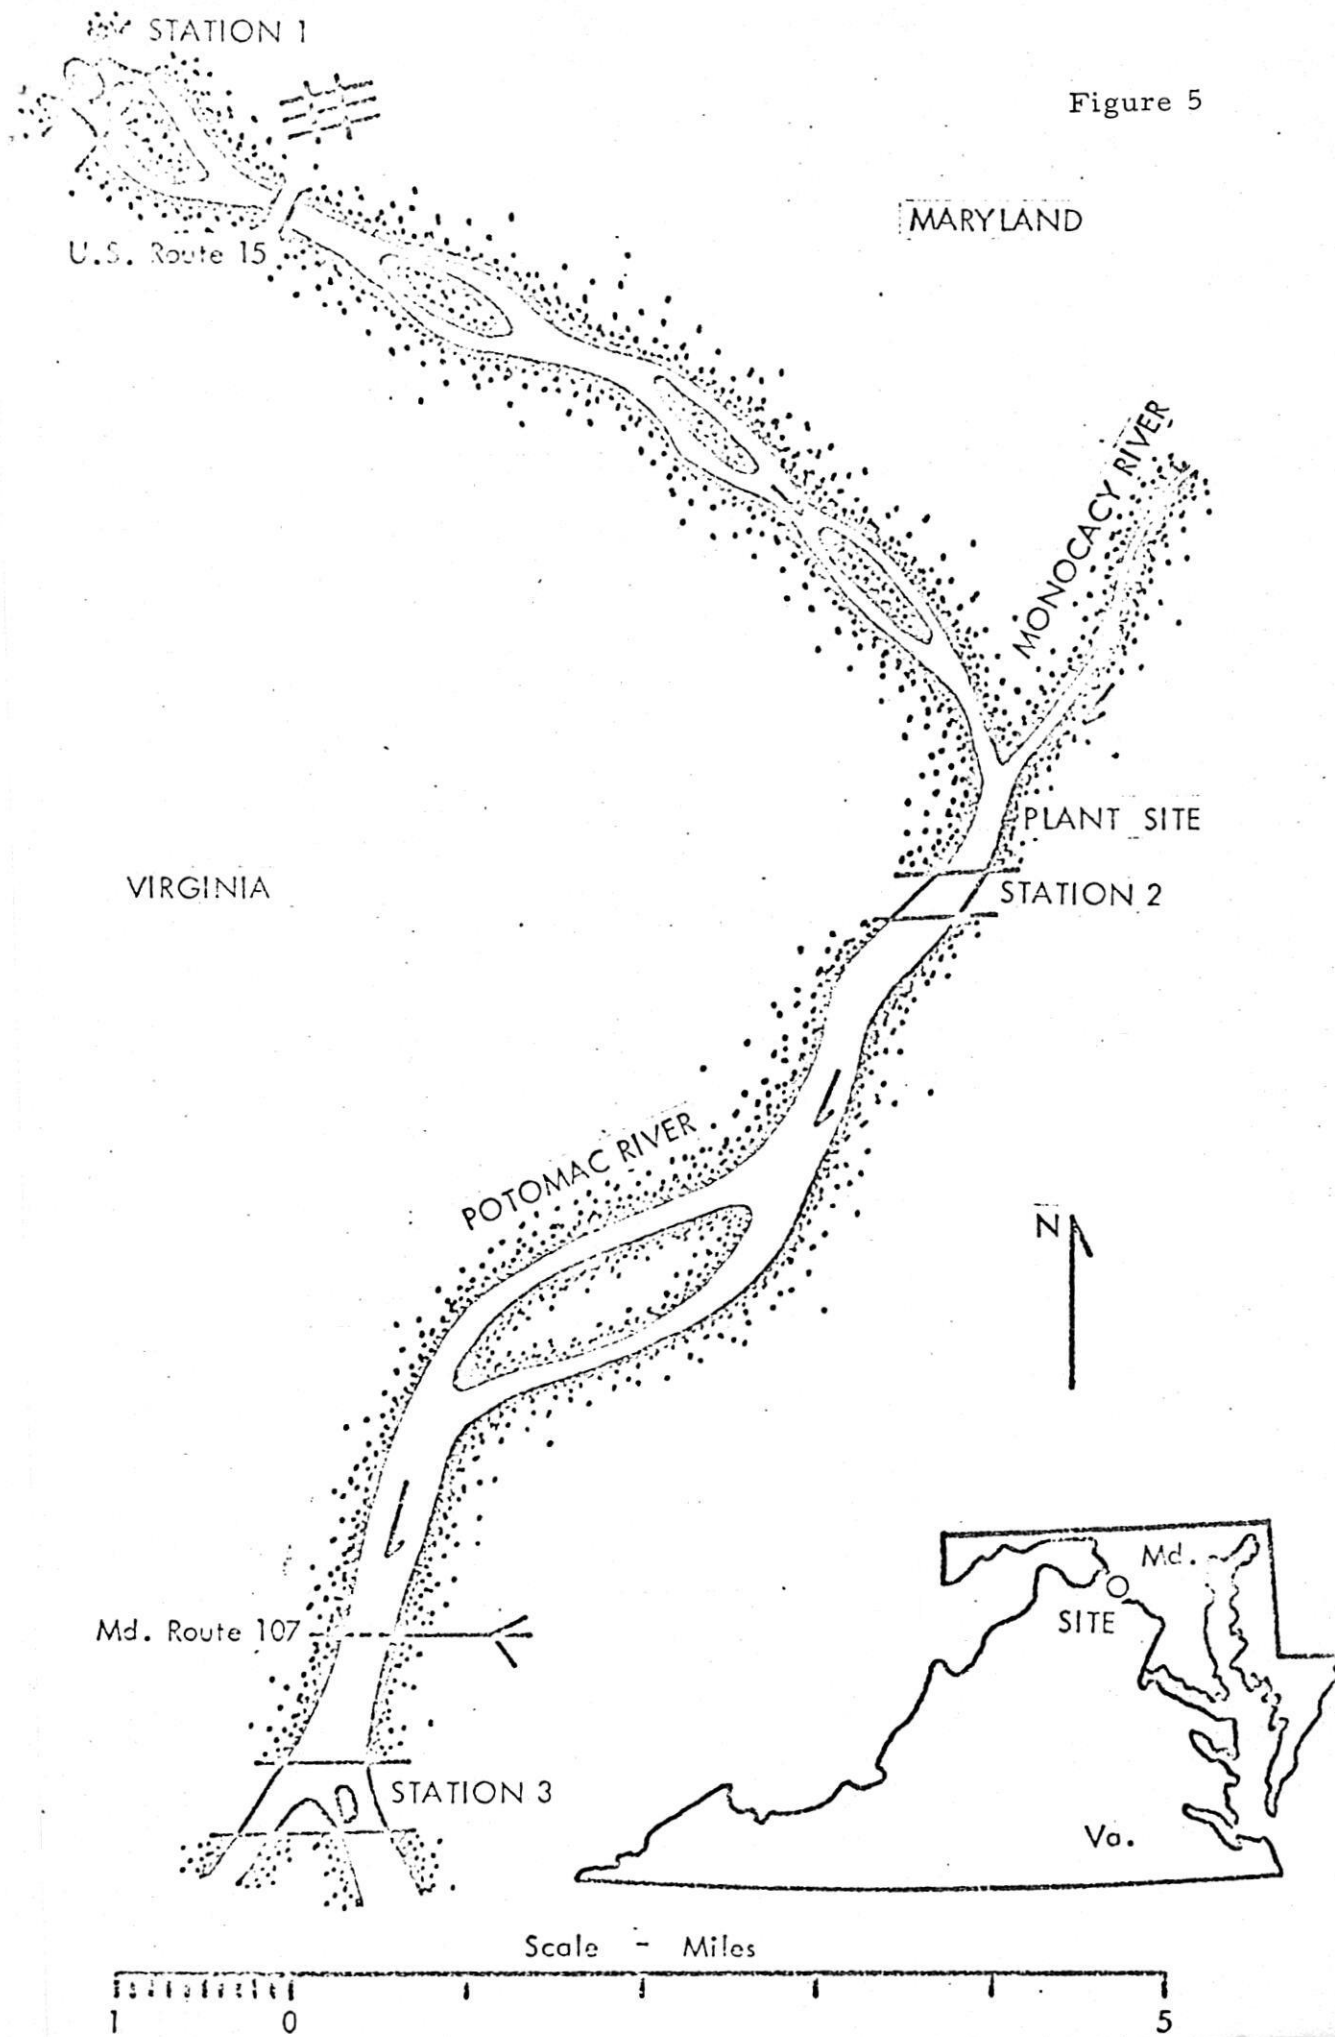 STATION 1
Figure 5
MARYLAND
U.S. Route 15
MONOCACY RIVER
PLANT SITE
VIRGINIA
STATION 2
POTOMAC RIVER
N
Md.
SITE
Md. Route 107
STATION 3
Va.
Scale - Miles
1 0 5